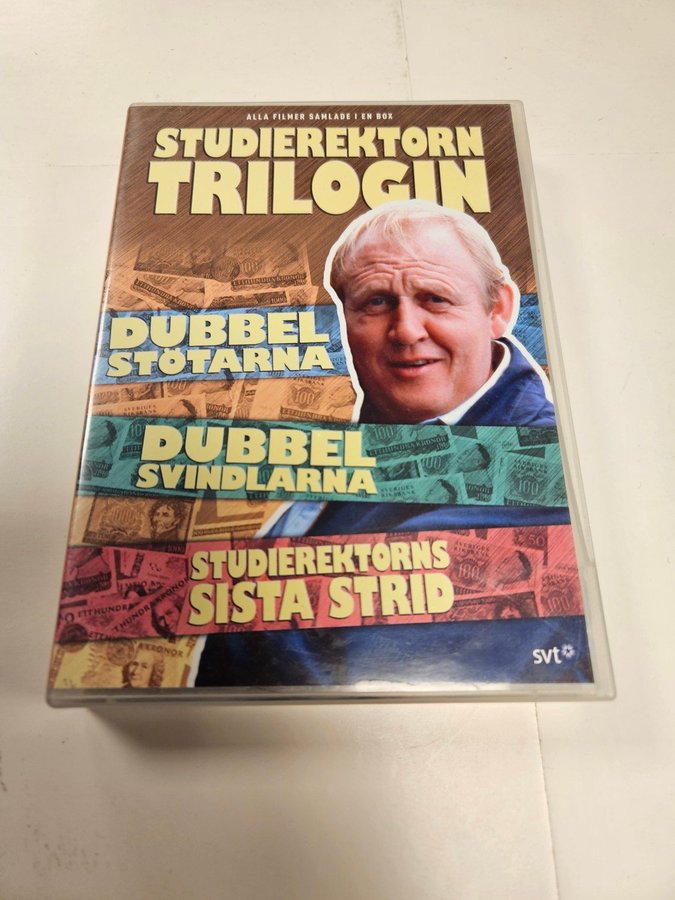 ALLA FILMER SAMLADE I EN BOX
STUDIEREKTORN
TRILOGIN
DUBBEL
STÖTARNA
DUBBEL
SVINDLARNA
STUDIEREKTORNS
SISTA STRID
svt